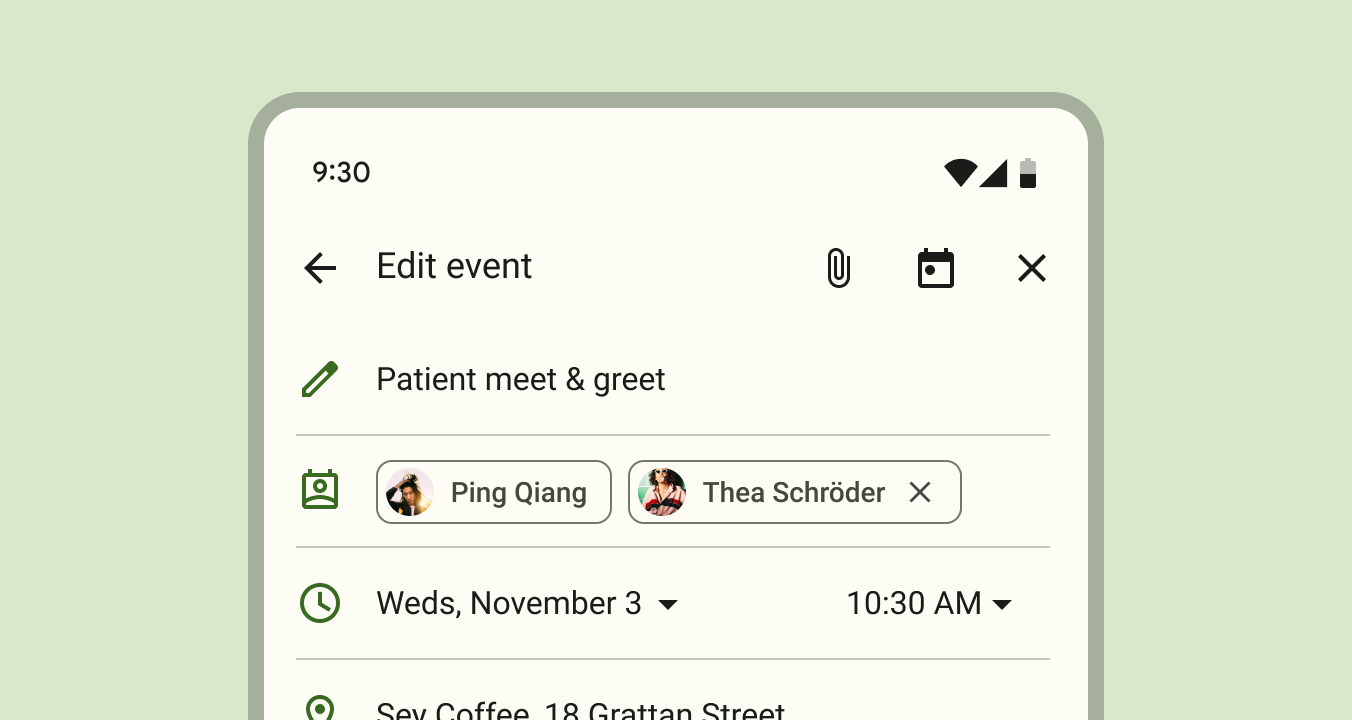 9:30
Edit event
Patient meet & greet
Ping Qiang Thea Schröder
Weds, November 3 10:30 AM
Sey Coffee, 18 Grattan Street